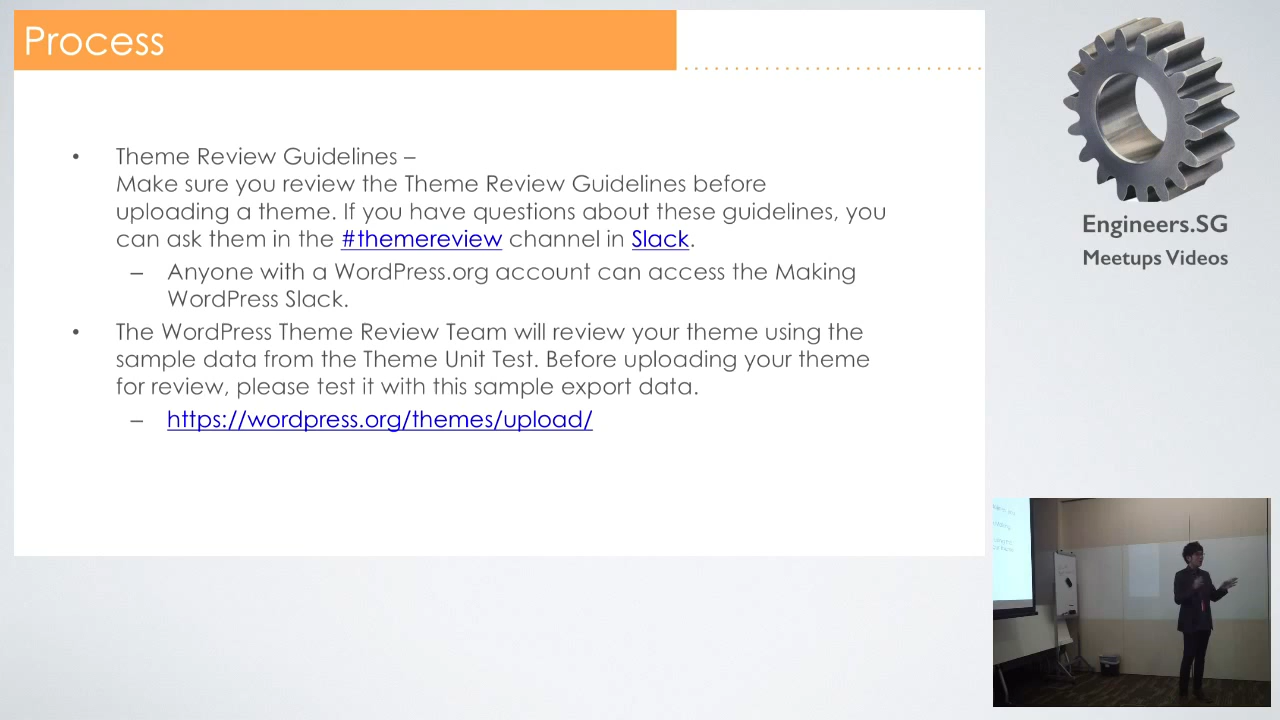 Process
• Theme Review Guidelines –
Make sure you review the Theme Review Guidelines before
uploading a theme. If you have questions about these guidelines, you
can ask them in the #themereview channel in Slack.
– Anyone with a WordPress.org account can access the Making
WordPress Slack.
• The WordPress Theme Review Team will review your theme using the
sample data from the Theme Unit Test. Before uploading your theme
for review, please test it with this sample export data.
– https://wordpress.org/themes/upload/
Engineers.SG
Meetups Videos